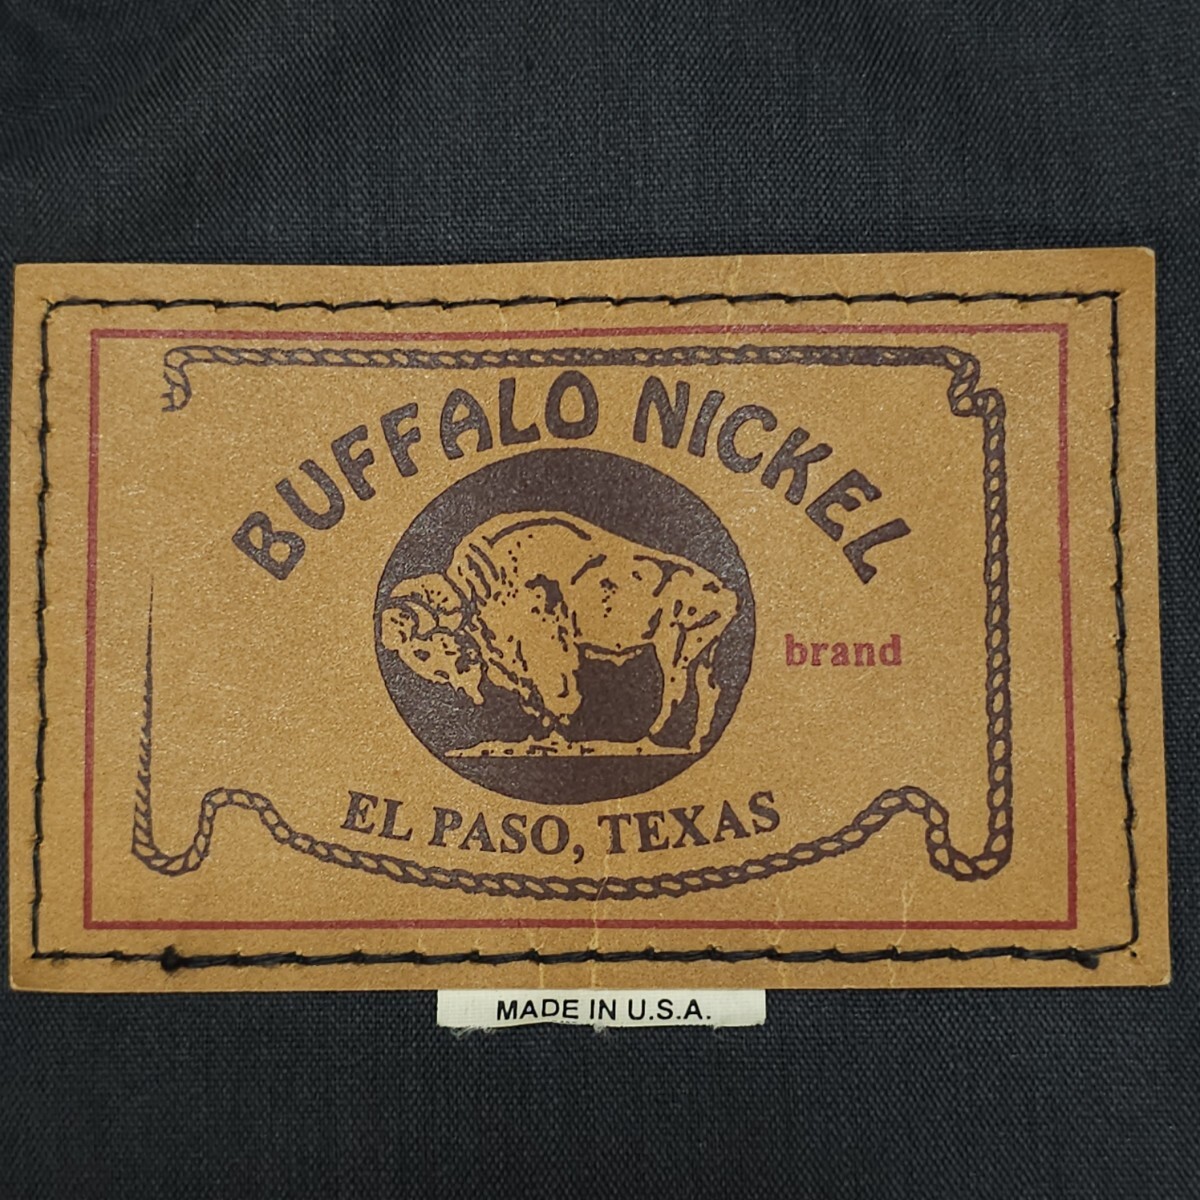 BUFFALO NICKEL
brand
EL PASO, TEXAS
MADE IN U.S.A.